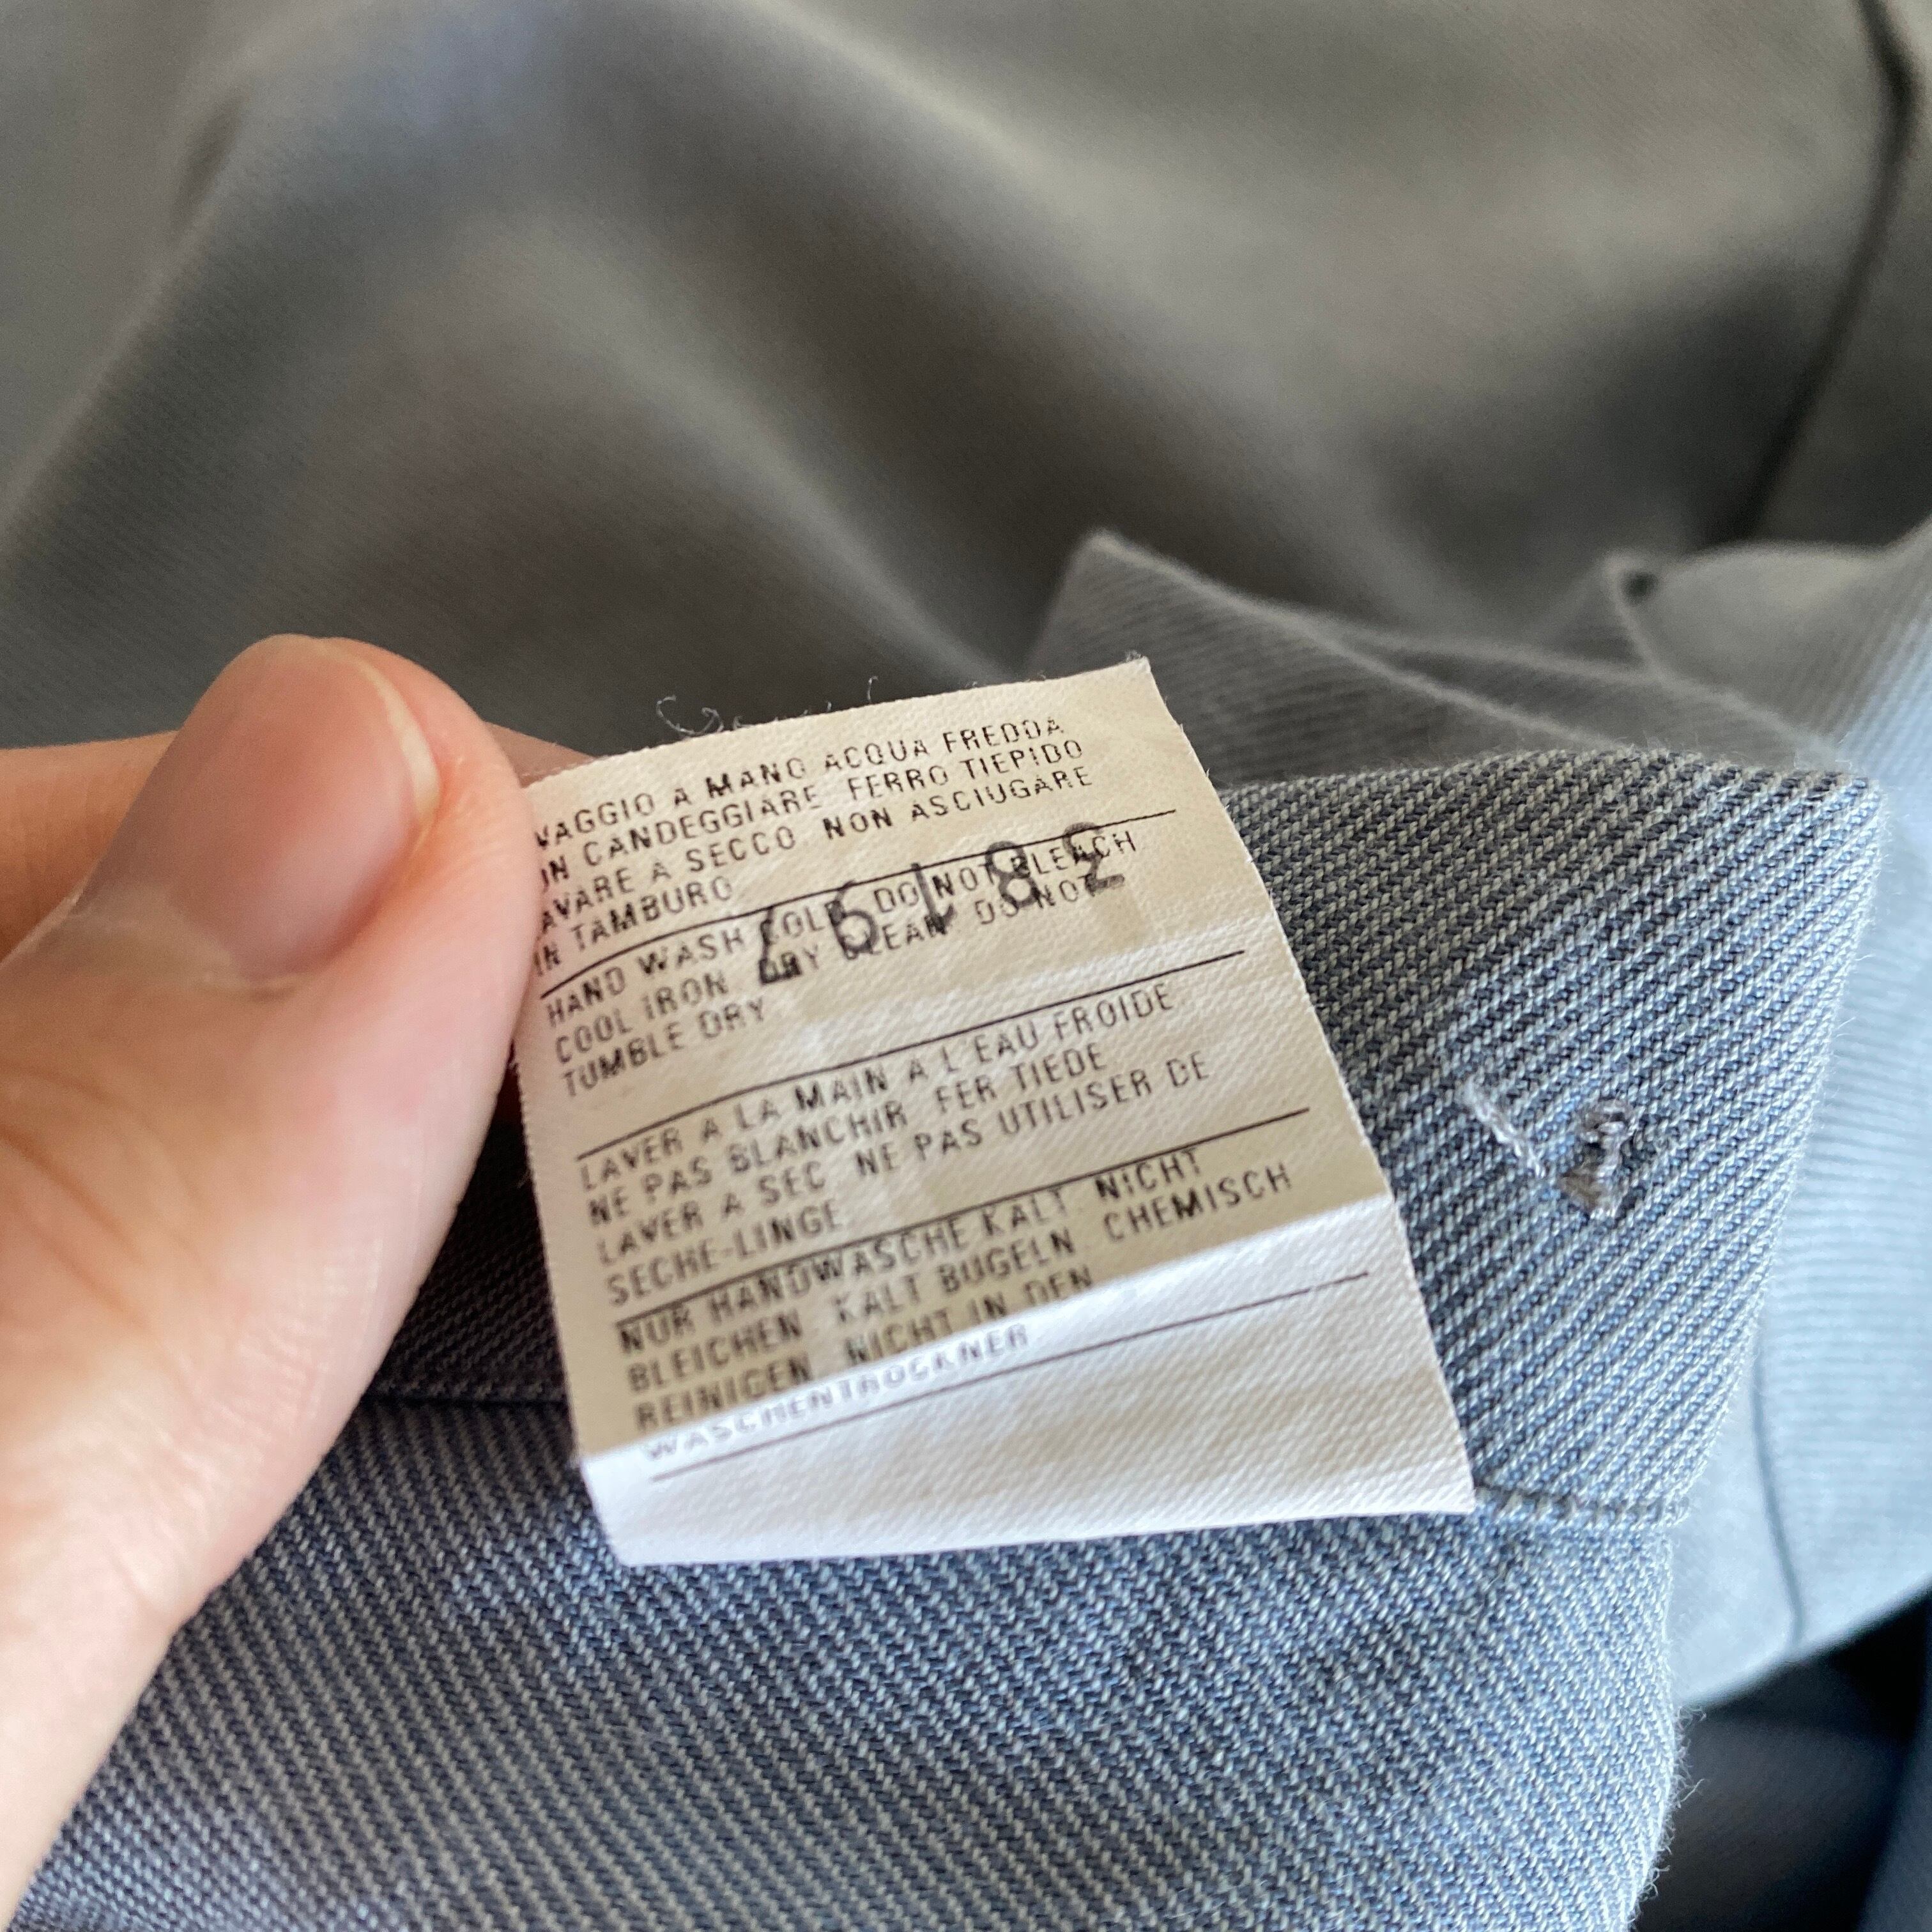 VAGGIO A MANO ACQUA FREDDA
ON CANDEGGIARE FERRO TIEPIDO
AVARE A SECCO NON ASCIUGARE
IN TAMBURO
HAND WASH COLD DO NOT BLEACH
COOL IRON DRY CLEAN DO NOT
TUMBLE DRY
LAVER A LA MAIN A L'EAU FROIDE
NE PAS BLANCHIR FER TIEDE
LAVER A SEC NE PAS UTILISER DE
SECHE-LINGE
NUR HANDWASCHE KALT NICHT
BLEICHEN KALT BUGELN CHEMISCH
REINIGEN NICHT IN DEN
WASCHENTROCKNER